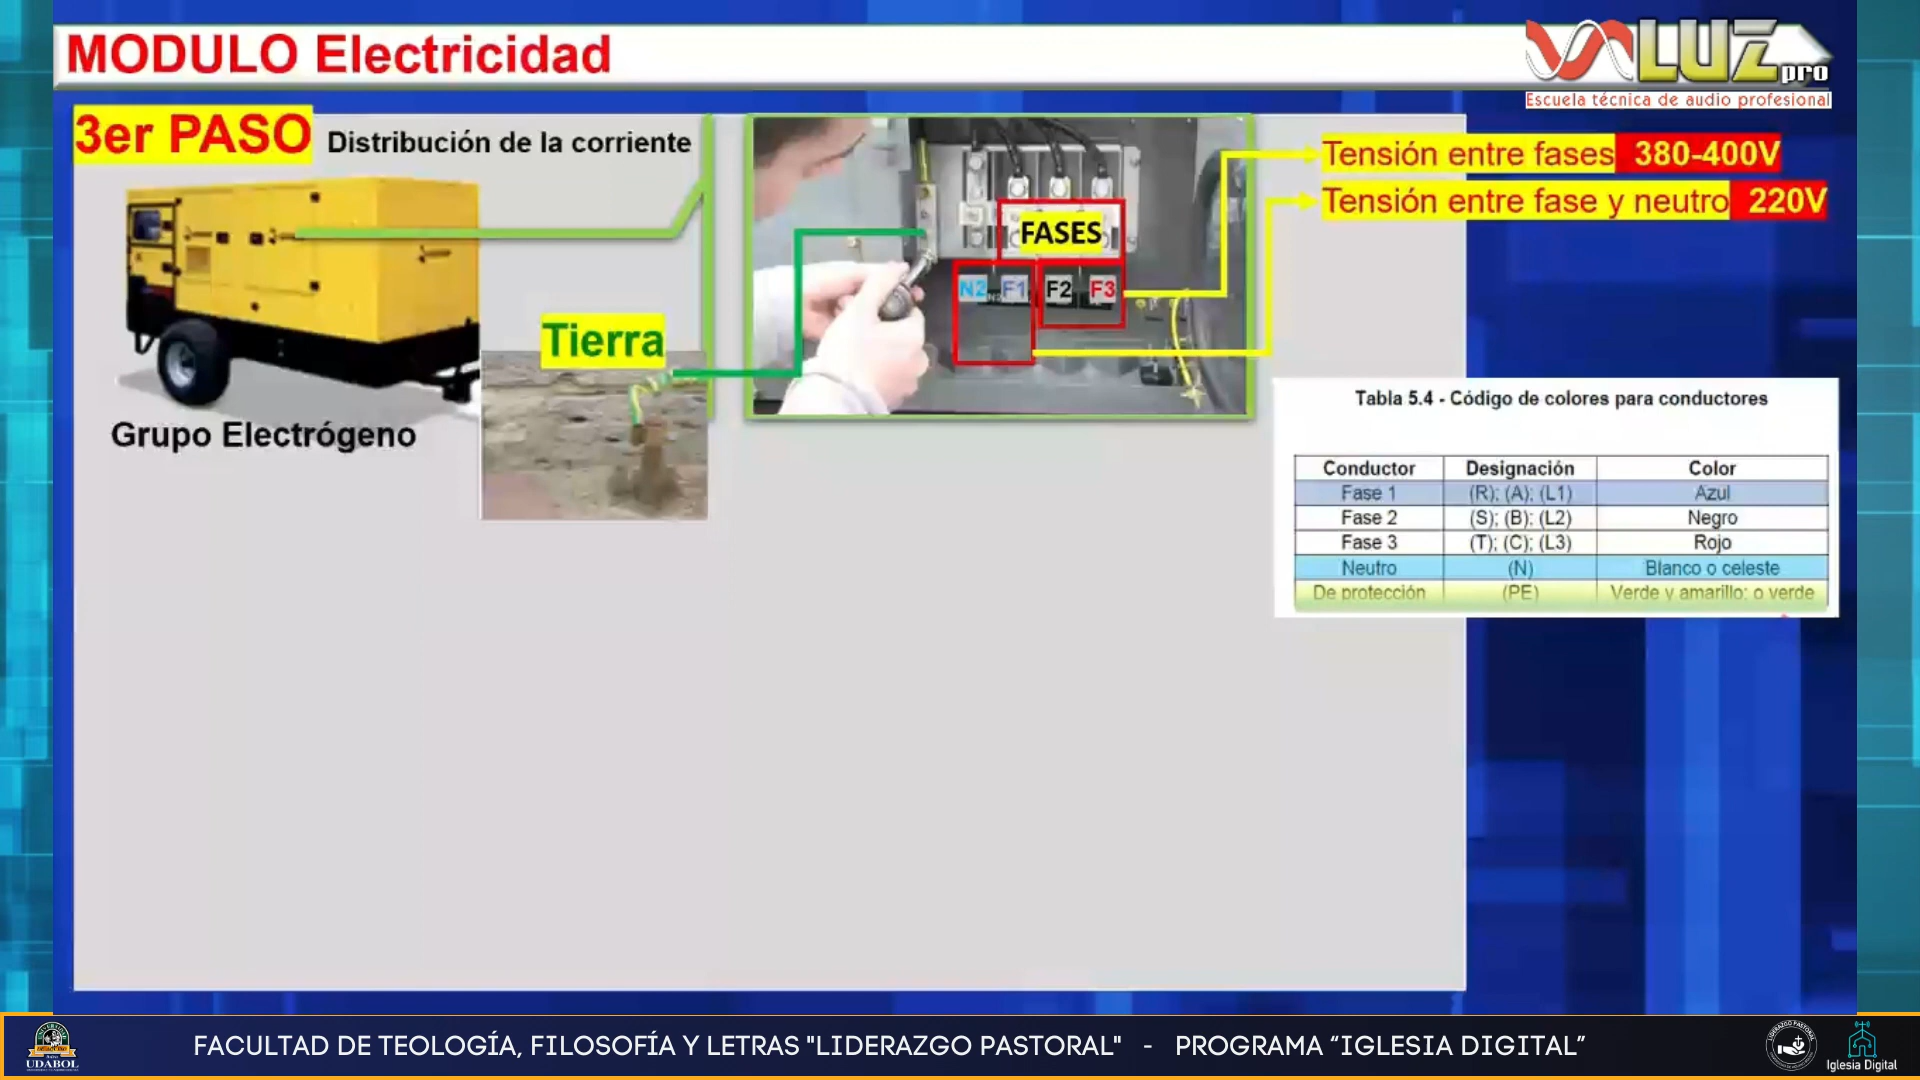 MODULO Electricidad
VALUZ pro
Escuela técnica de audio profesional
3er PASO Distribución de la corriente
Tensión entre fases 380-400V
Tensión entre fase y neutro 220V
FASES
N2 F1 F2 F3
Tierra
Grupo Electrógeno
Tabla 5.4 - Código de colores para conductores
Conductor Designación Color
Fase 1 (R); (A); (L1) Azul
Fase 2 (S); (B); (L2) Negro
Fase 3 (T); (C); (L3) Rojo
Neutro (N) Blanco o celeste
De protección (PE) Verde y amarillo; o verde
UDABOL
FACULTAD DE TEOLOGÍA, FILOSOFÍA Y LETRAS "LIDERAZGO PASTORAL" - PROGRAMA “IGLESIA DIGITAL”
LIDERAZGO PASTORAL
Iglesia Digital